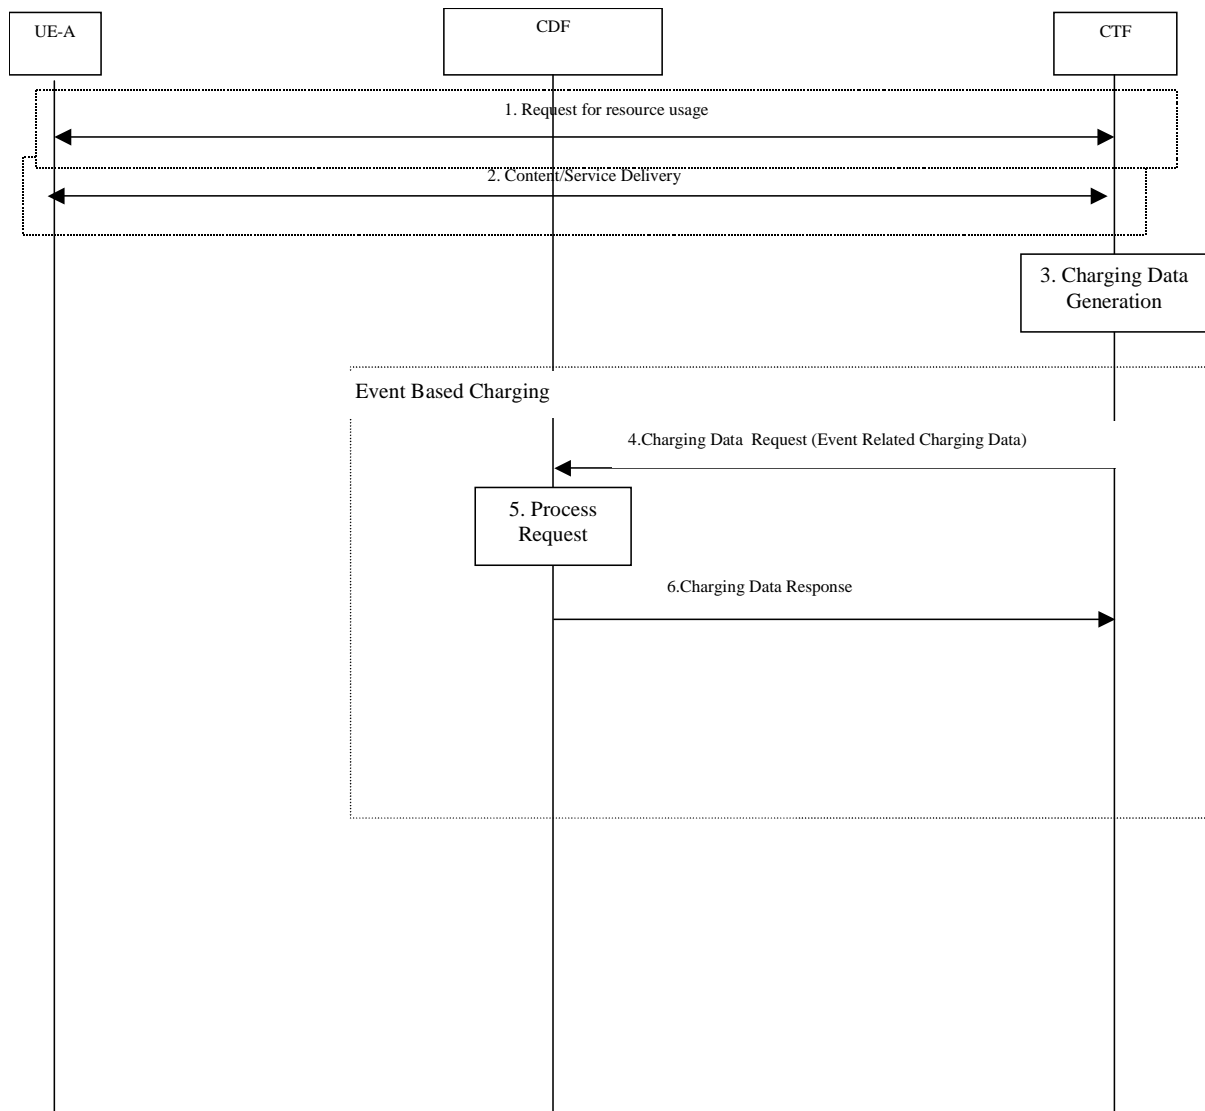 UE-A
CDF
CTF
1. Request for resource usage
2. Content/Service Delivery
3. Charging Data
Generation
Event Based Charging
4.Charging Data  Request (Event Related Charging Data)
5. Process
Request
6.Charging Data Response